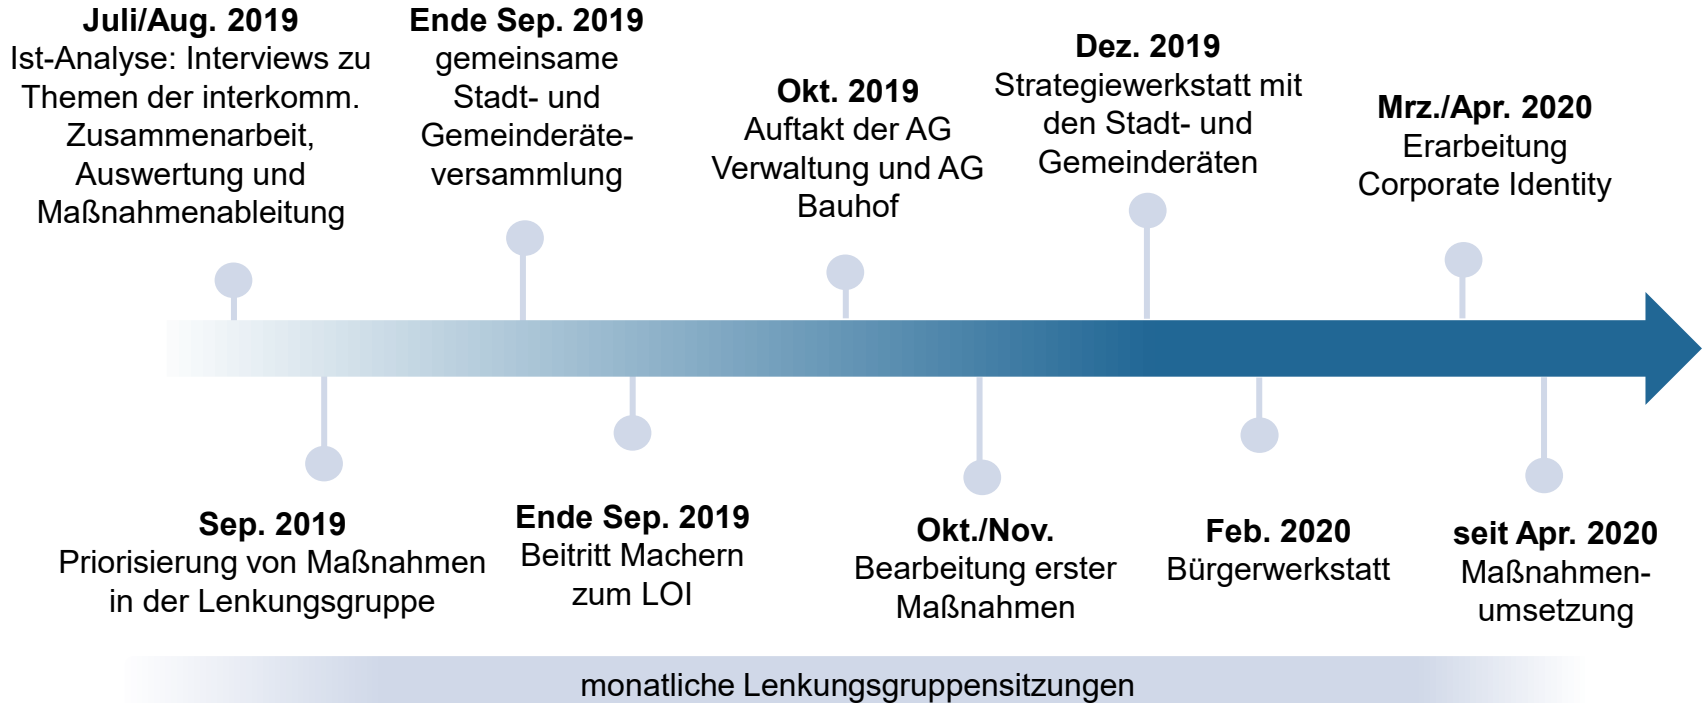 Juli/Aug. 2019
Ist-Analyse: Interviews zu
Themen der interkomm.
Zusammenarbeit,
Auswertung und
Maßnahmenableitung
Ende Sep. 2019
gemeinsame
Stadt- und
Gemeinderäte-
versammlung
Okt. 2019
Auftakt der AG
Verwaltung und AG
Bauhof
Dez. 2019
Strategiewerkstatt mit
den Stadt- und
Gemeinderäten
Mrz./Apr. 2020
Erarbeitung
Corporate Identity
Sep. 2019
Priorisierung von Maßnahmen
in der Lenkungsgruppe
Ende Sep. 2019
Beitritt Machern
zum LOI
Okt./Nov.
Bearbeitung erster
Maßnahmen
Feb. 2020
Bürgerwerkstatt
seit Apr. 2020
Maßnahmen-
umsetzung
monatliche Lenkungsgruppensitzungen